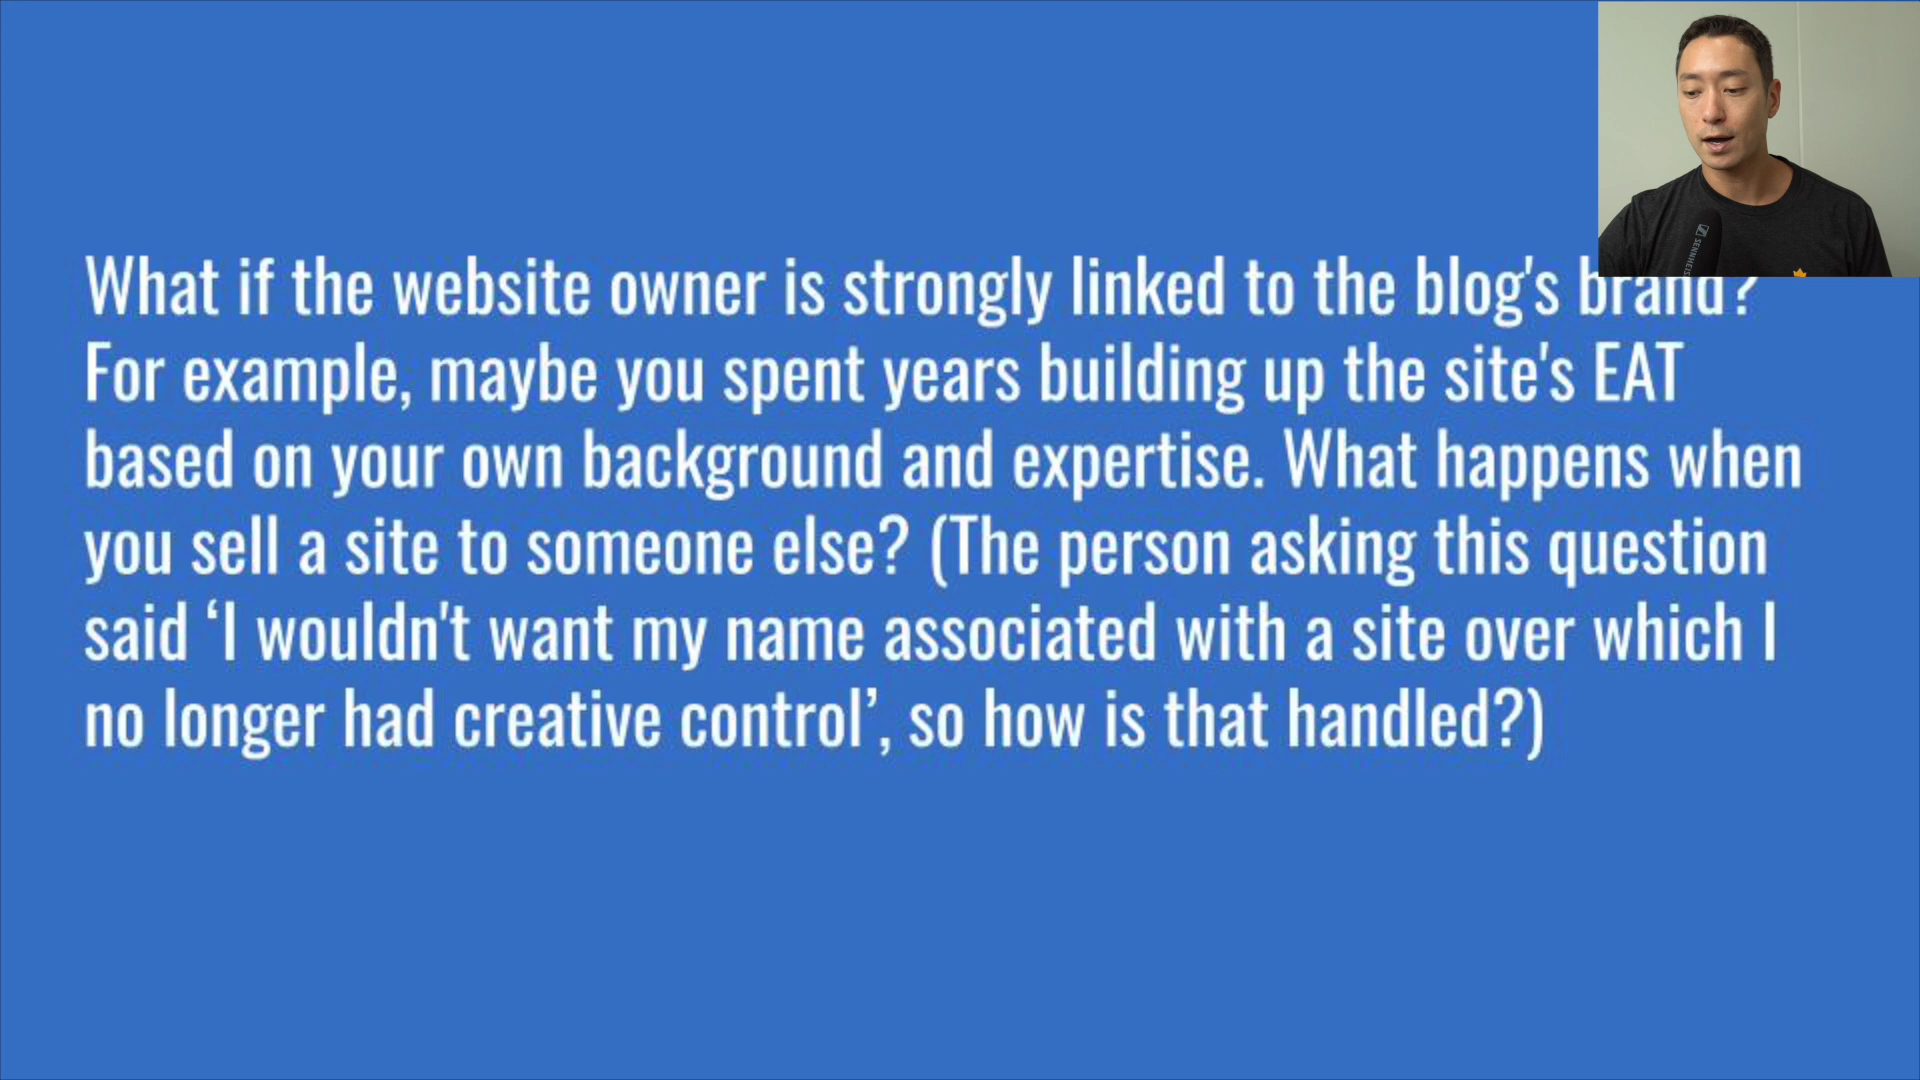 What if the website owner is strongly linked to the blog's brand?
For example, maybe you spent years building up the site's EAT
based on your own background and expertise. What happens when
you sell a site to someone else? (The person asking this question
said ‘I wouldn't want my name associated with a site over which I
no longer had creative control’, so how is that handled?)